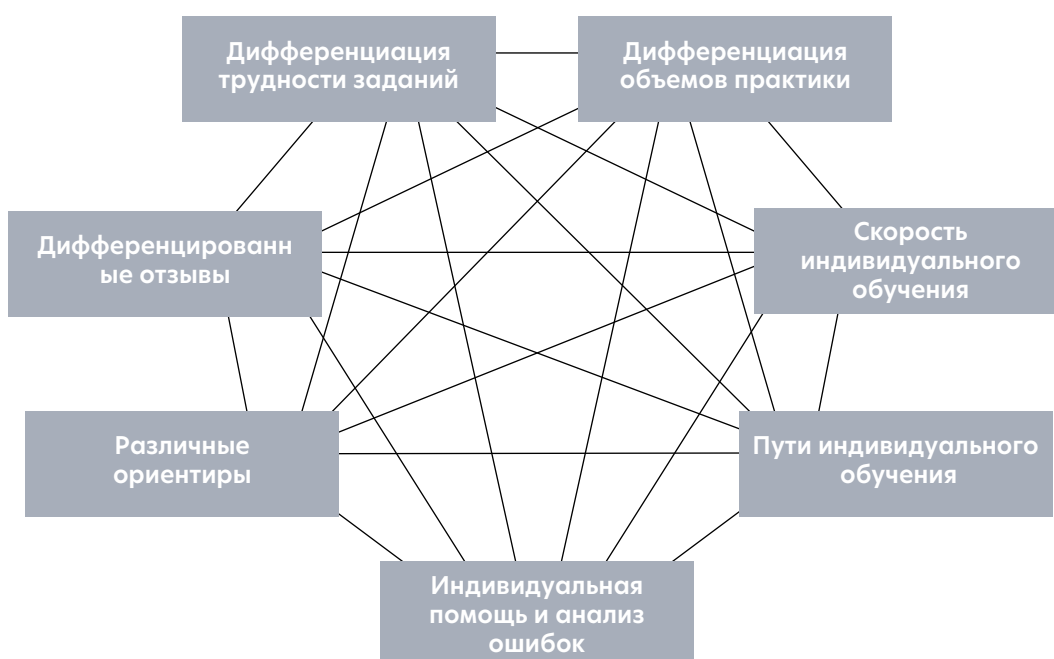 Дифференциация
трудности заданий
Дифференциация
объемов практики
Дифференцированн
ые отзывы
Скорость
индивидуального
обучения
Различные
ориентиры
Пути индивидуального
обучения
Индивидуальная
помощь и анализ
ошибок